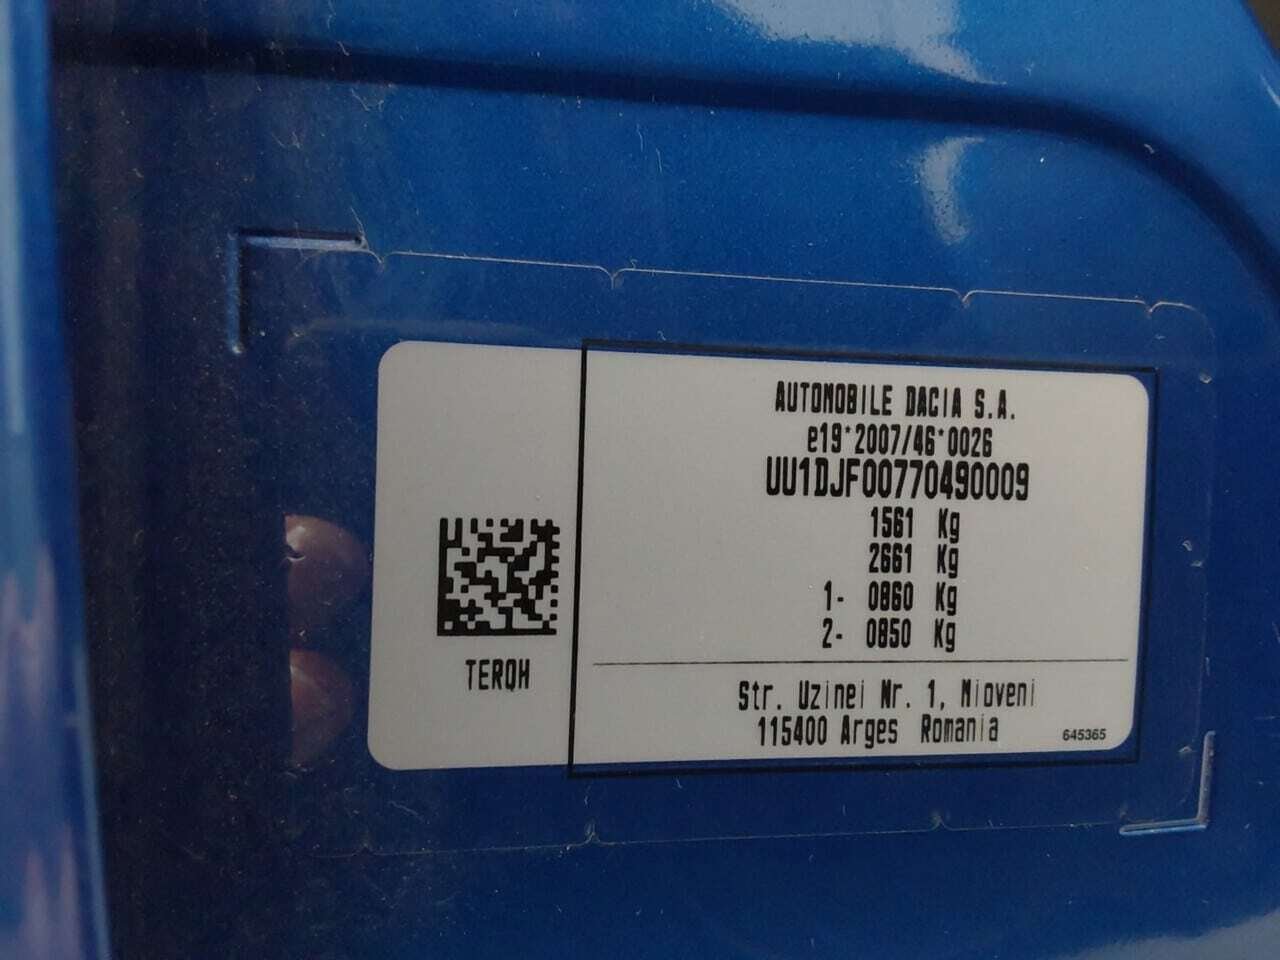 AUTOMOBILE DACIA S.A.
e19*2007/46*0026
UU1DJF00770490009
1561 Kg
2661 Kg
1- 0860 Kg
2- 0850 Kg
TERQH
Str. Uzinei Nr. 1, Mioveni
115400 Arges Romania
645365